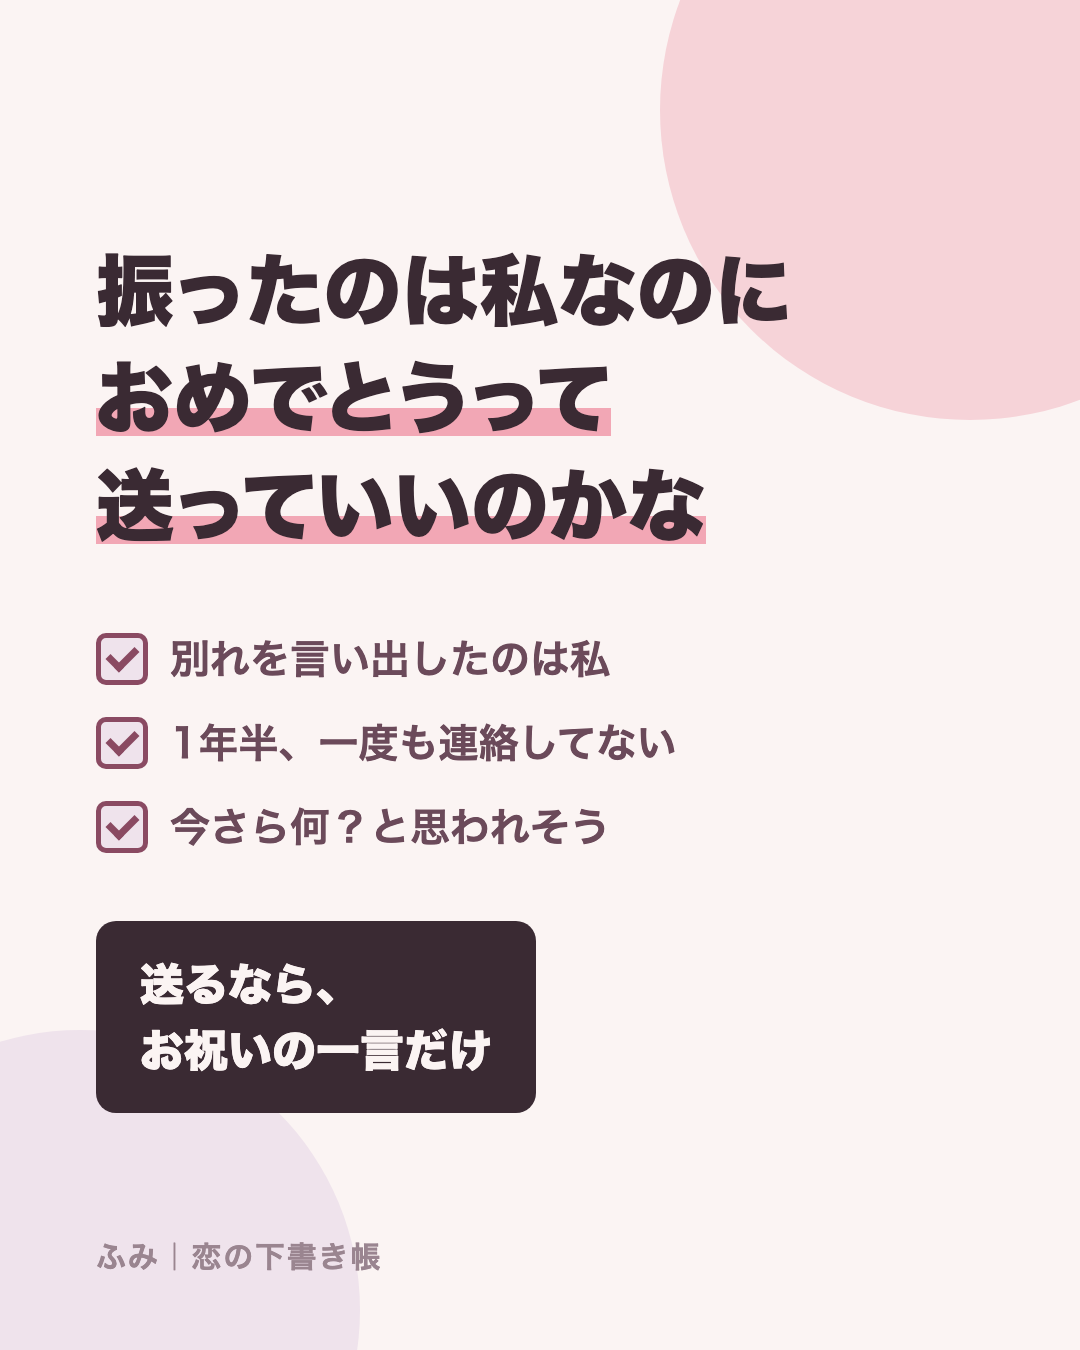 振ったのは私なのに
おめでとうって
送っていいのかな
別れを言い出したのは私
1年半、一度も連絡してない
今さら何？と思われそう
送るなら、
お祝いの一言だけ
ふみ｜恋の下書き帳